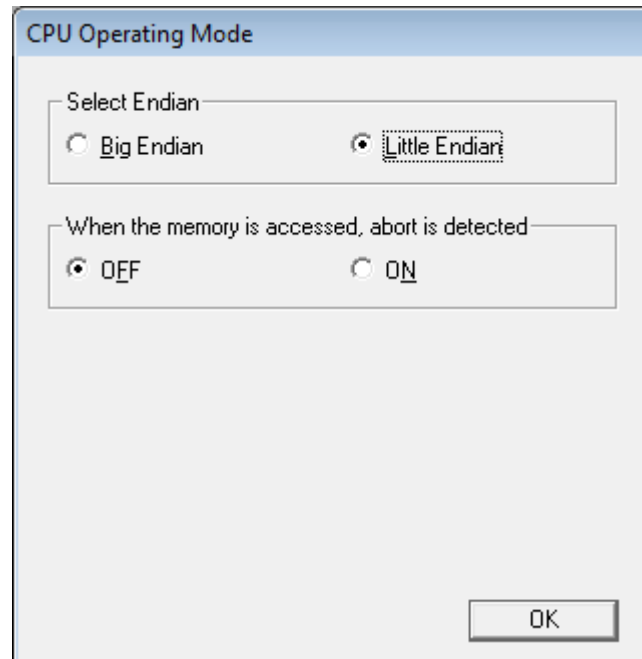 CPU Operating Mode
Select Endian
Big Endian Little Endian
When the memory is accessed, abort is detected
OFF ON
OK